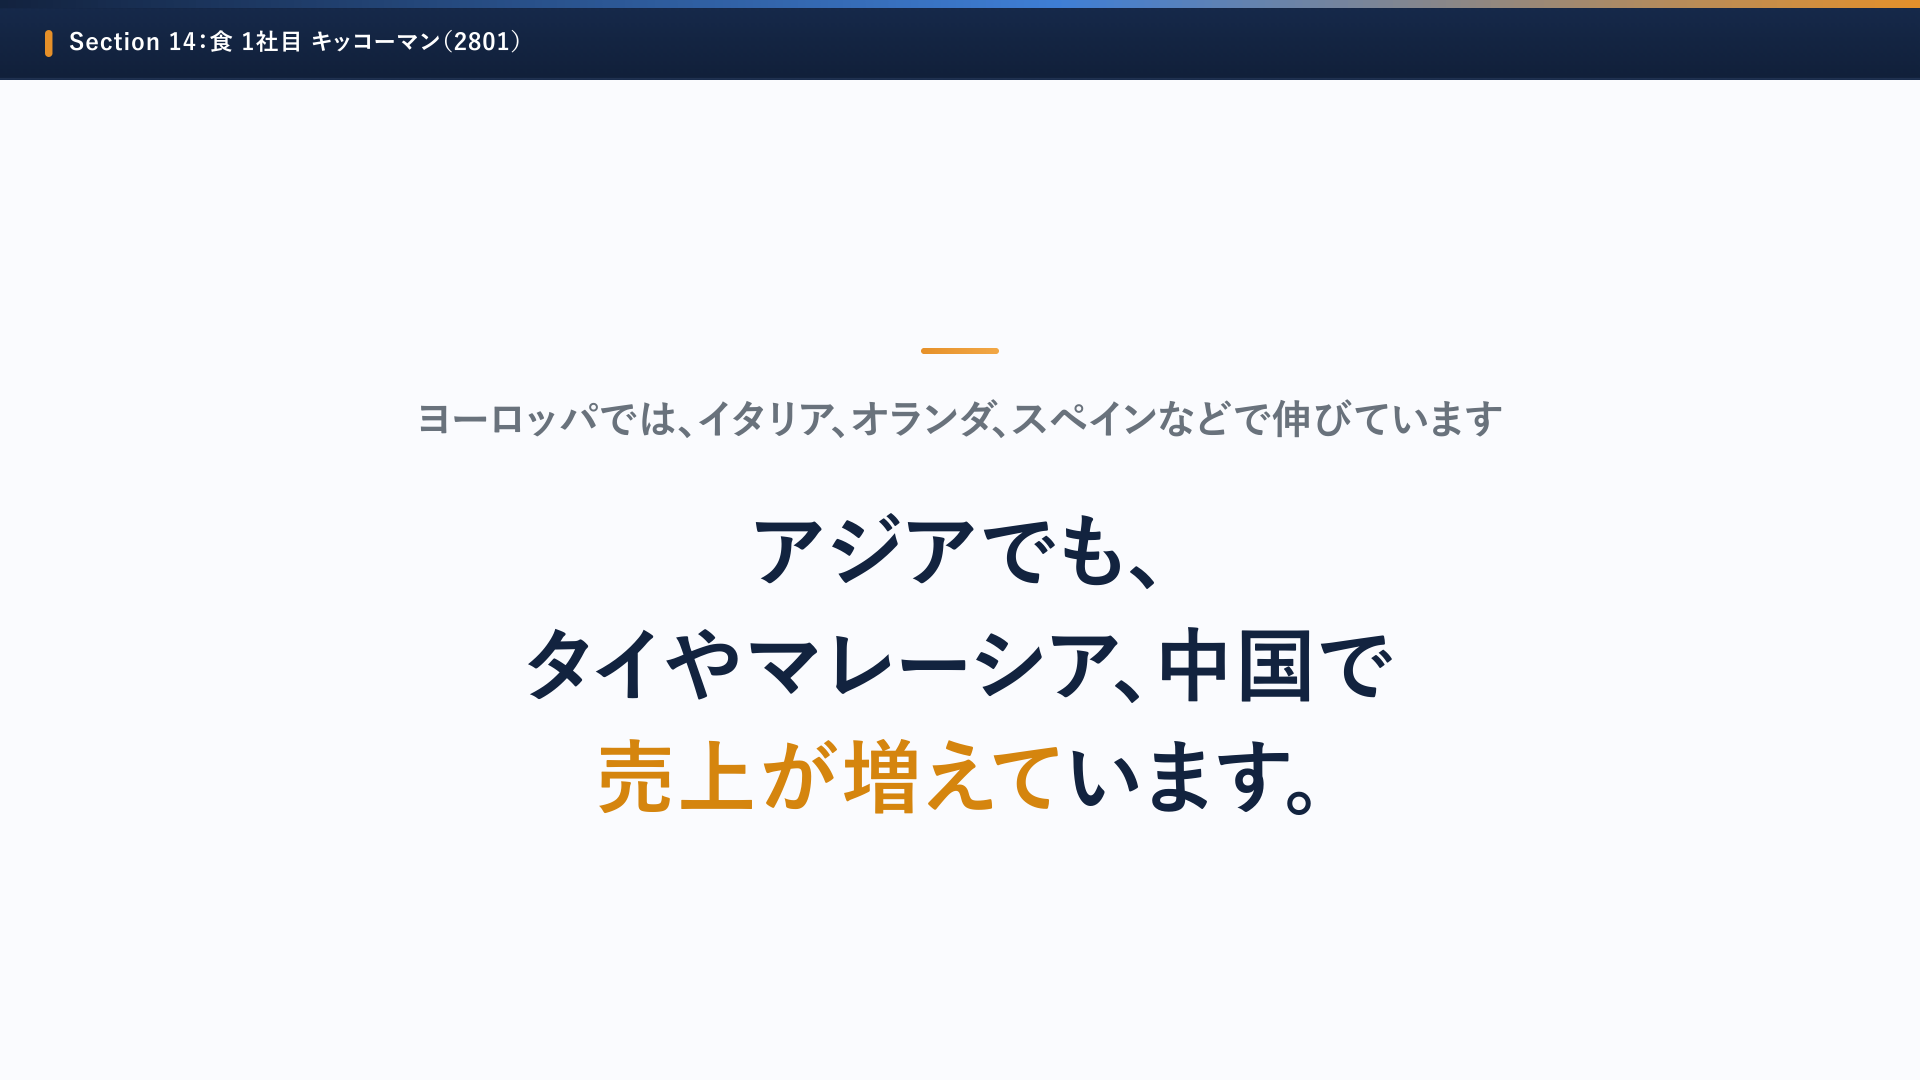 Section 14：食 1社目 キッコーマン（2801）
ヨーロッパでは、イタリア、オランダ、スペインなどで伸びています
アジアでも、
タイやマレーシア、中国で
売上が増えています。